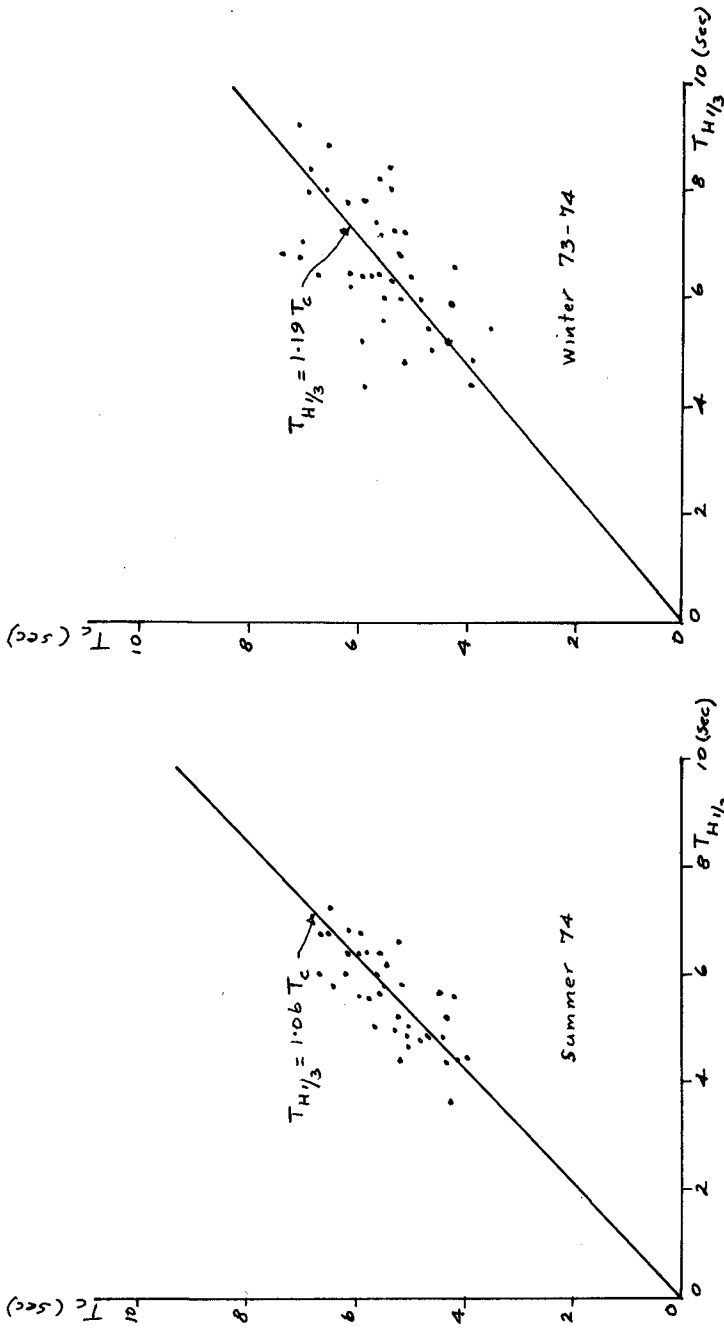 T_c (sec)
10
8
6
4
2
0
T_H1/3 = 1.06 T_c
Summer 74
0 2 4 6 8 T_H1/3 10 (sec)
T_c (sec)
10
8
6
4
2
0
T_H1/3 = 1.19 T_c
Winter 73-74
0 2 4 6 8 10 (sec)
T_H1/3